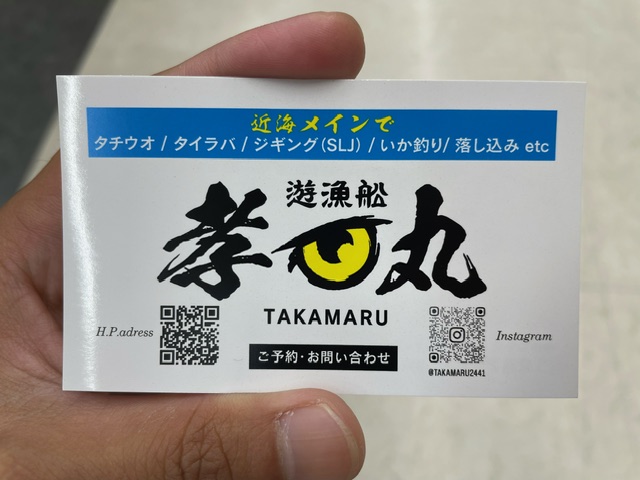 近海メインで
タチウオ / タイラバ / ジギング(SLJ) / いか釣り/ 落し込み etc
遊漁船
孝丸
TAKAMARU
H.P.adress
Instagram
@TAKAMARU2441
ご予約・お問い合わせ